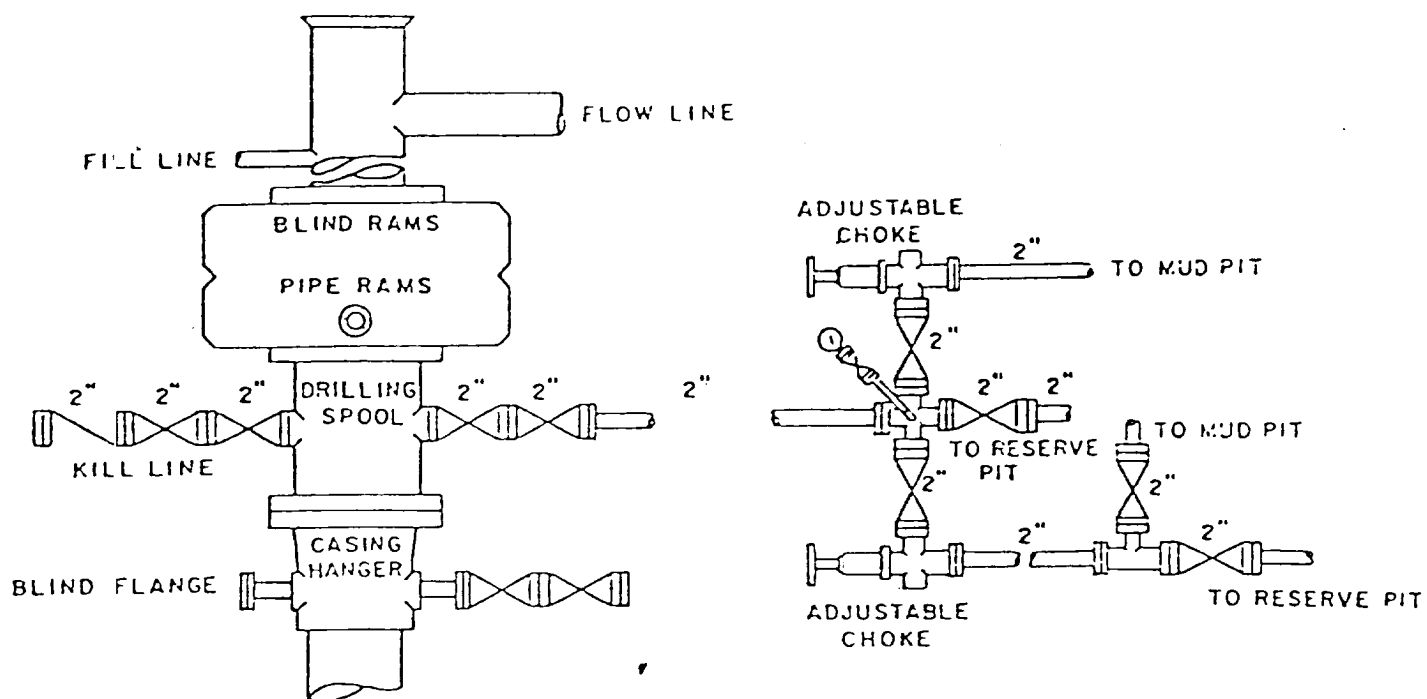 FLOW LINE
FILL LINE
BLIND RAMS
PIPE RAMS
2" 2" 2"
DRILLING
SPOOL
2" 2" 2"
KILL LINE
CASING
HANGER
BLIND FLANGE
ADJUSTABLE
CHOKE
2"
TO MUD PIT
2"
2" 2"
TO RESERVE
PIT
TO MUD PIT
2"
2"
2"
2"
TO RESERVE PIT
ADJUSTABLE
CHOKE